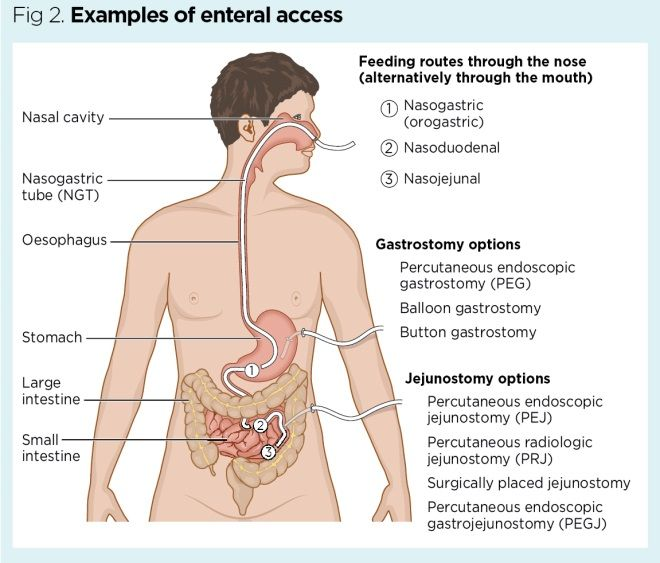 Fig 2. Examples of enteral access
Nasal cavity
Nasogastric
tube (NGT)
Oesophagus
Stomach
Large
intestine
Small
intestine
1
2
3
Feeding routes through the nose
(alternatively through the mouth)
1 Nasogastric
(orogastric)
2 Nasoduodenal
3 Nasojejunal
Gastrostomy options
Percutaneous endoscopic
gastrostomy (PEG)
Balloon gastrostomy
Button gastrostomy
Jejunostomy options
Percutaneous endoscopic
jejunostomy (PEJ)
Percutaneous radiologic
jejunostomy (PRJ)
Surgically placed jejunostomy
Percutaneous endoscopic
gastrojejunostomy (PEGJ)